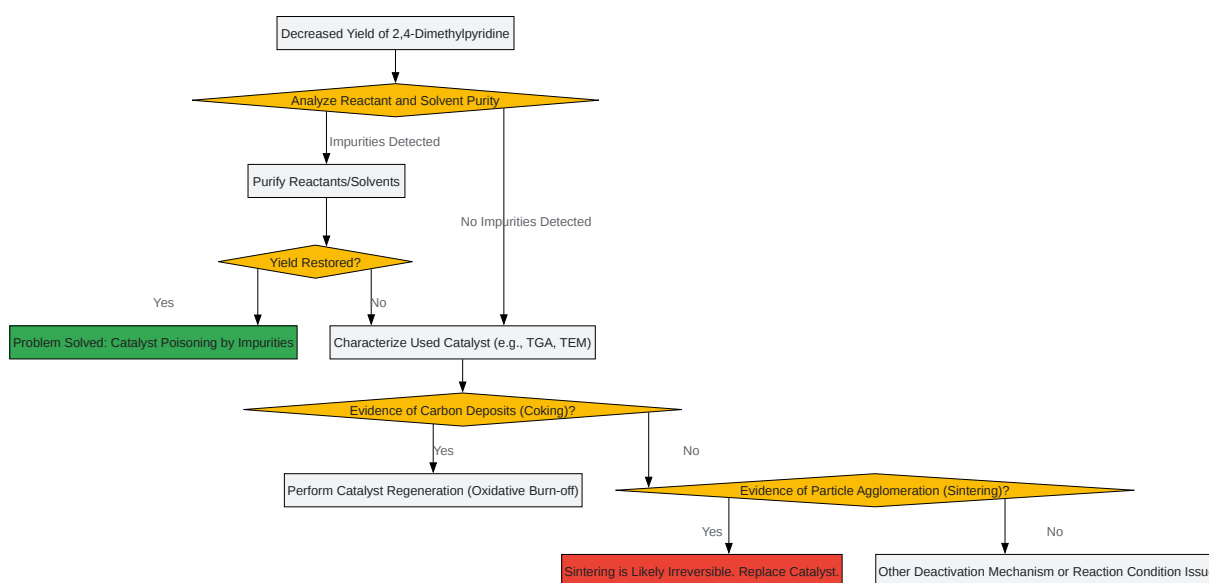 Decreased Yield of 2,4-Dimethylpyridine
Analyze Reactant and Solvent Purity
Impurities Detected
Purify Reactants/Solvents
No Impurities Detected
Yield Restored?
Yes
No
Problem Solved: Catalyst Poisoning by Impurities
Characterize Used Catalyst (e.g., TGA, TEM)
Evidence of Carbon Deposits (Coking)?
Yes
No
Perform Catalyst Regeneration (Oxidative Burn-off)
Evidence of Particle Agglomeration (Sintering)?
Yes
No
Sintering is Likely Irreversible. Replace Catalyst.
Other Deactivation Mechanism or Reaction Condition